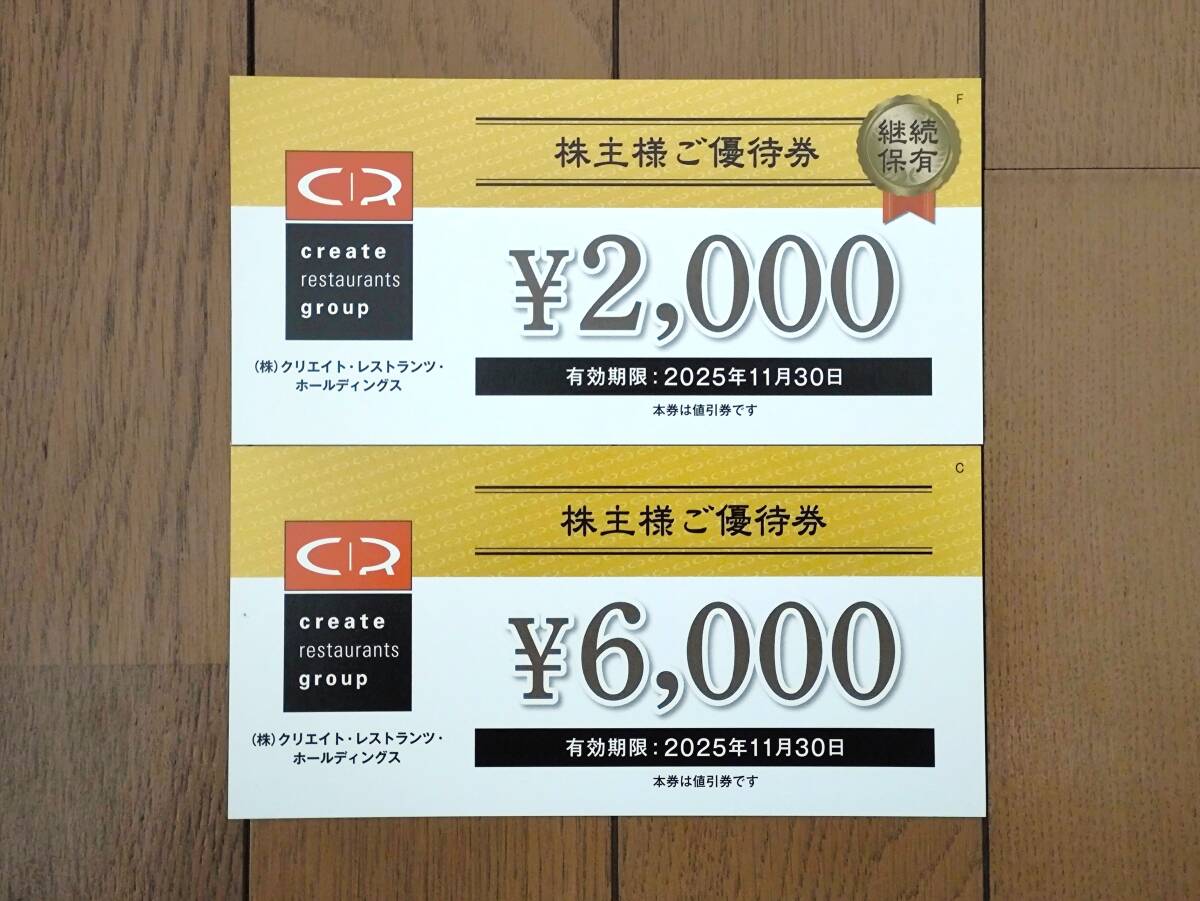 F
株主様ご優待券
継続
保有
CR
create
restaurants
group
¥2,000
(株)クリエイト・レストランツ・
ホールディングス
有効期限:2025年11月30日
本券は値引券です
C
株主様ご優待券
CR
create
restaurants
group
¥6,000
(株)クリエイト・レストランツ・
ホールディングス
有効期限:2025年11月30日
本券は値引券です